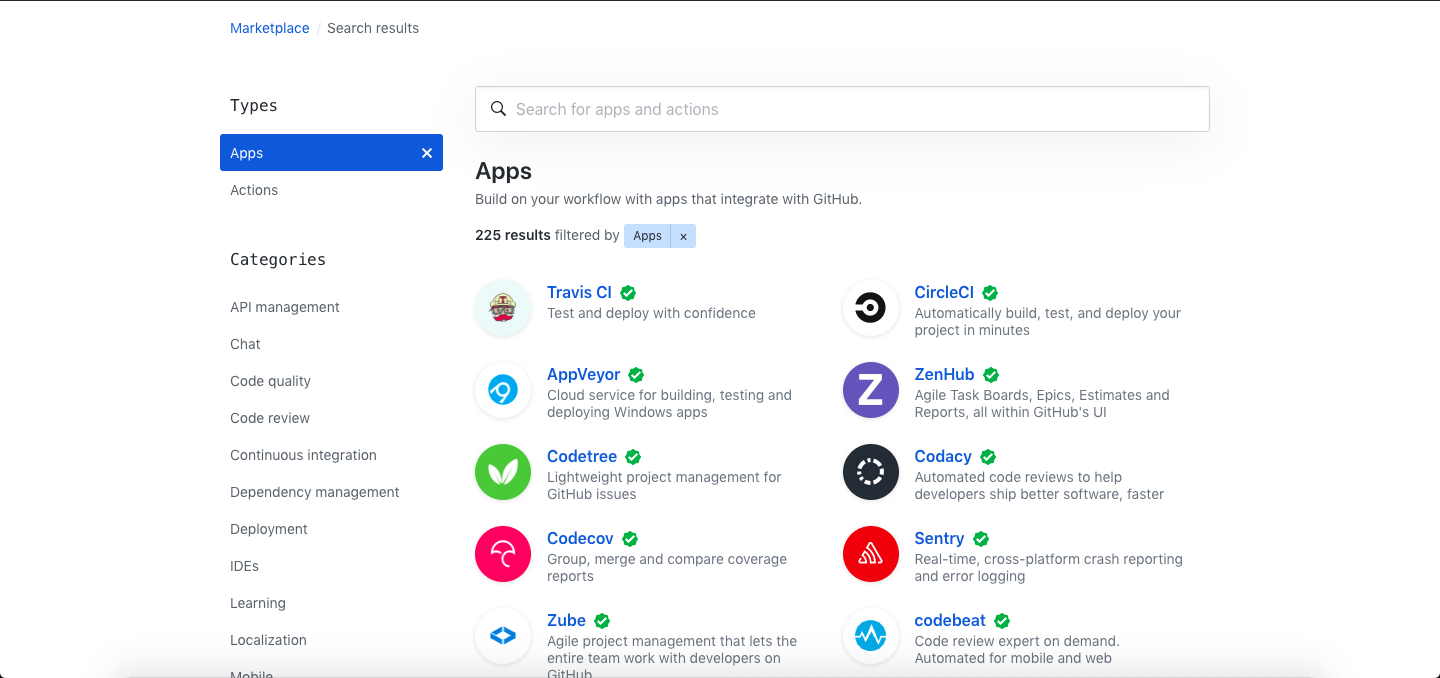 Marketplace / Search results
Types
Apps ×
Actions
Categories
API management
Chat
Code quality
Code review
Continuous integration
Dependency management
Deployment
IDEs
Learning
Localization
Mobile
Search for apps and actions
Apps
Build on your workflow with apps that integrate with GitHub.
225 results filtered by Apps ×
Travis CI
Test and deploy with confidence
CircleCI
Automatically build, test, and deploy your
project in minutes
AppVeyor
Cloud service for building, testing and
deploying Windows apps
Z
ZenHub
Agile Task Boards, Epics, Estimates and
Reports, all within GitHub's UI
Codetree
Lightweight project management for
GitHub issues
Codacy
Automated code reviews to help
developers ship better software, faster
Codecov
Group, merge and compare coverage
reports
Sentry
Real-time, cross-platform crash reporting
and error logging
Zube
Agile project management that lets the
entire team work with developers on
GitHub
codebeat
Code review expert on demand.
Automated for mobile and web